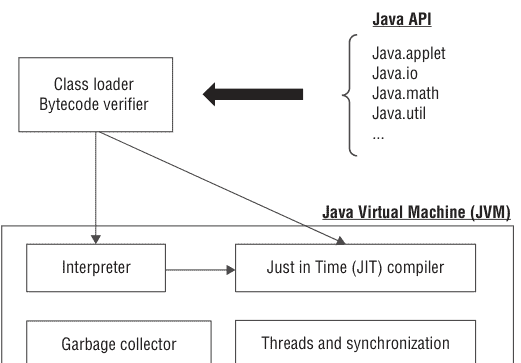 Java API
Java.applet
Java.io
Java.math
Java.util
...
Class loader
Bytecode verifier
Java Virtual Machine (JVM)
Interpreter
Just in Time (JIT) compiler
Garbage collector
Threads and synchronization